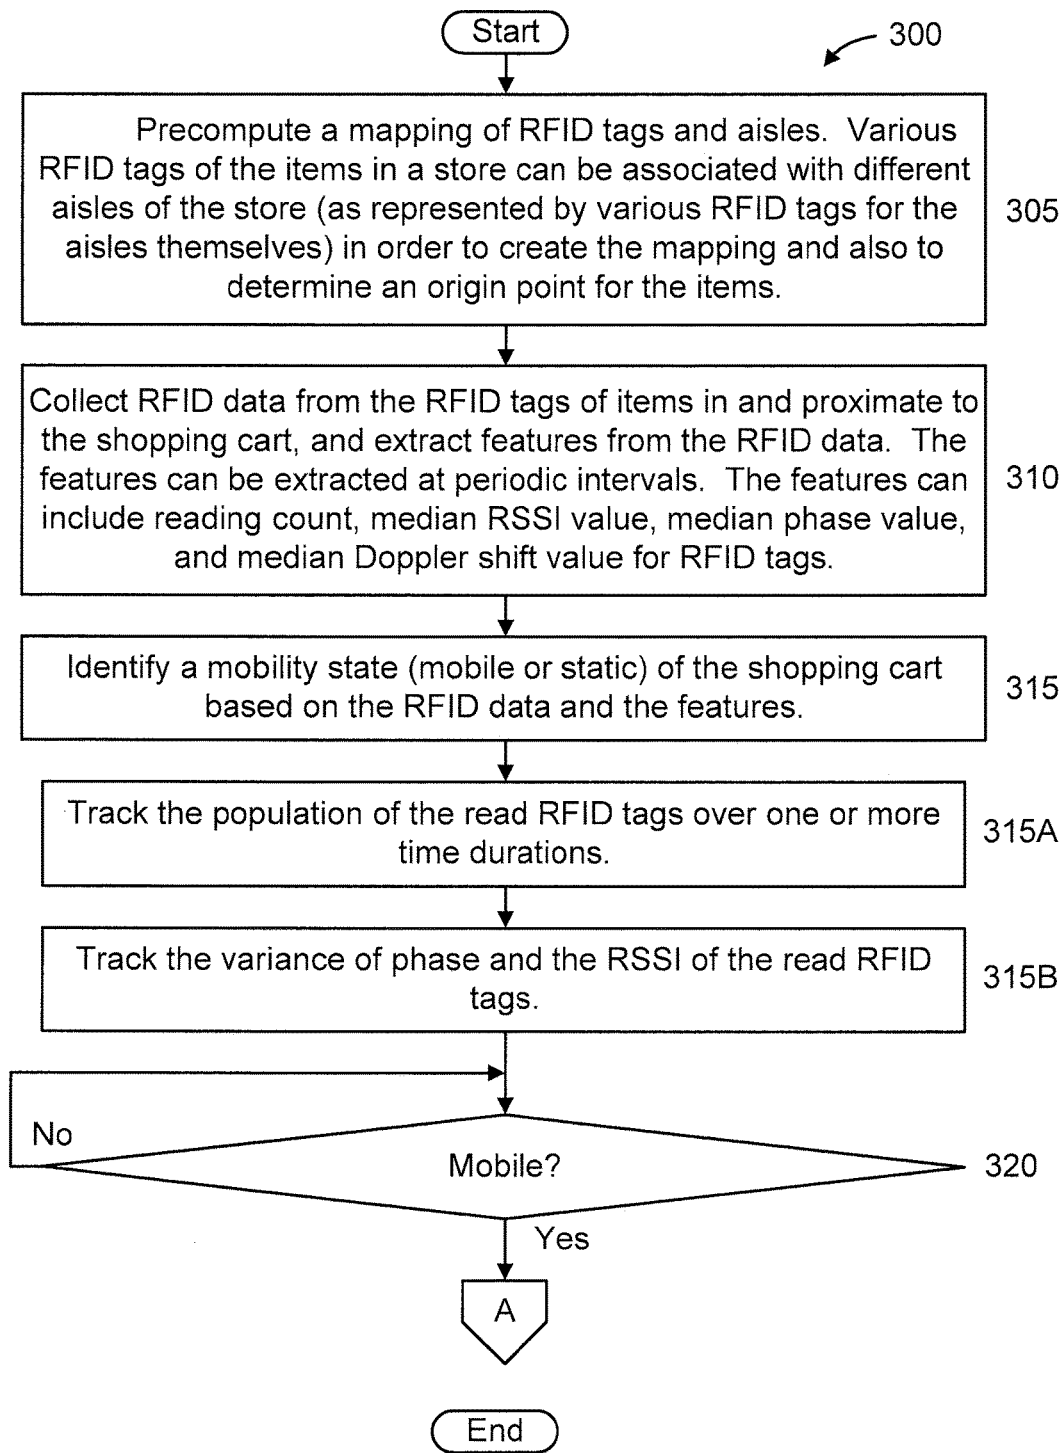 Start
300
Precompute a mapping of RFID tags and aisles. Various
RFID tags of the items in a store can be associated with different
aisles of the store (as represented by various RFID tags for the
aisles themselves) in order to create the mapping and also to
determine an origin point for the items.
305
Collect RFID data from the RFID tags of items in and proximate to
the shopping cart, and extract features from the RFID data. The
features can be extracted at periodic intervals. The features can
include reading count, median RSSI value, median phase value,
and median Doppler shift value for RFID tags.
310
Identify a mobility state (mobile or static) of the shopping cart
based on the RFID data and the features.
315
Track the population of the read RFID tags over one or more
time durations.
315A
Track the variance of phase and the RSSI of the read RFID
tags.
315B
No
Mobile?
320
Yes
A
End